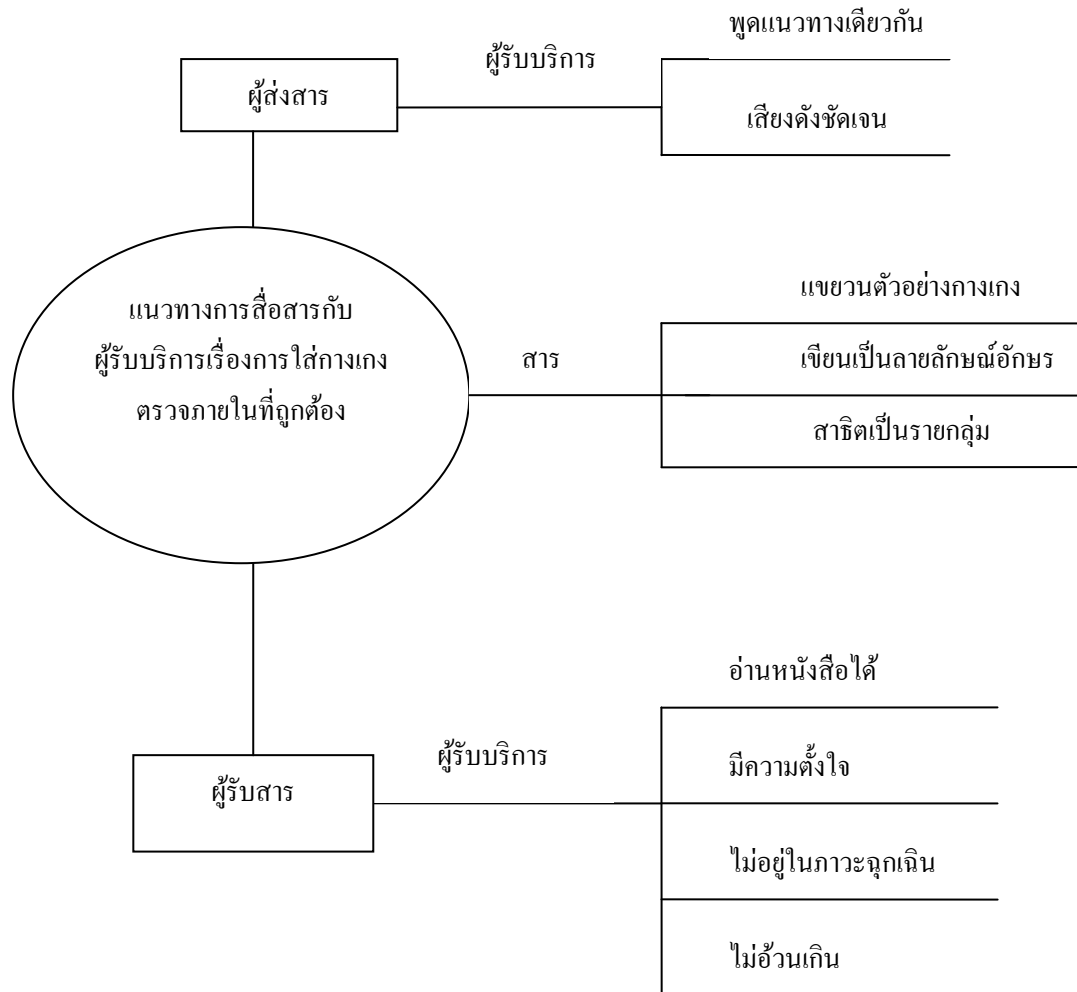 พูดแนวทางเดียวกัน
ผู้รับบริการ
ผู้ส่งสาร
เสียงดังชัดเจน
แขยวนตัวอย่างกางเกง
แนวทางการสื่อสารกับ
ผู้รับบริการเรื่องการใส่กางเกง
ตรวจภายในที่ถูกต้อง
สาร
เขียนเป็นลายลักษณ์อักษร
สาธิตเป็นรายกลุ่ม
อ่านหนังสือได้
ผู้รับบริการ
มีความตั้งใจ
ผู้รับสาร
ไม่อยู่ในภาวะฉุกเฉิน
ไม่อ้วนเกิน